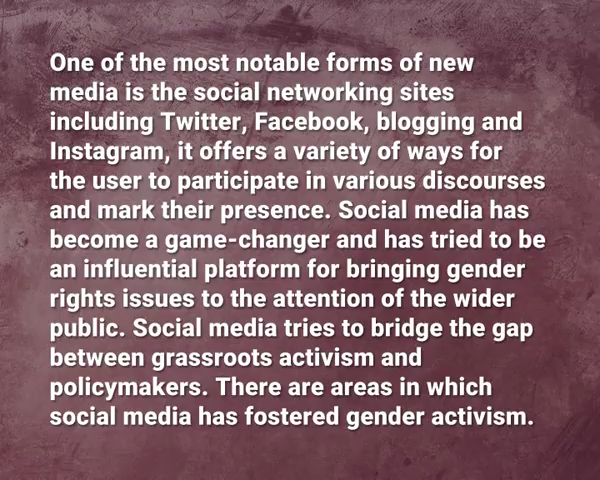 One of the most notable forms of new
media is the social networking sites
including Twitter, Facebook, blogging and
Instagram, it offers a variety of ways for
the user to participate in various discourses
and mark their presence. Social media has
become a game-changer and has tried to be
an influential platform for bringing gender
rights issues to the attention of the wider
public. Social media tries to bridge the gap
between grassroots activism and
policymakers. There are areas in which
social media has fostered gender activism.